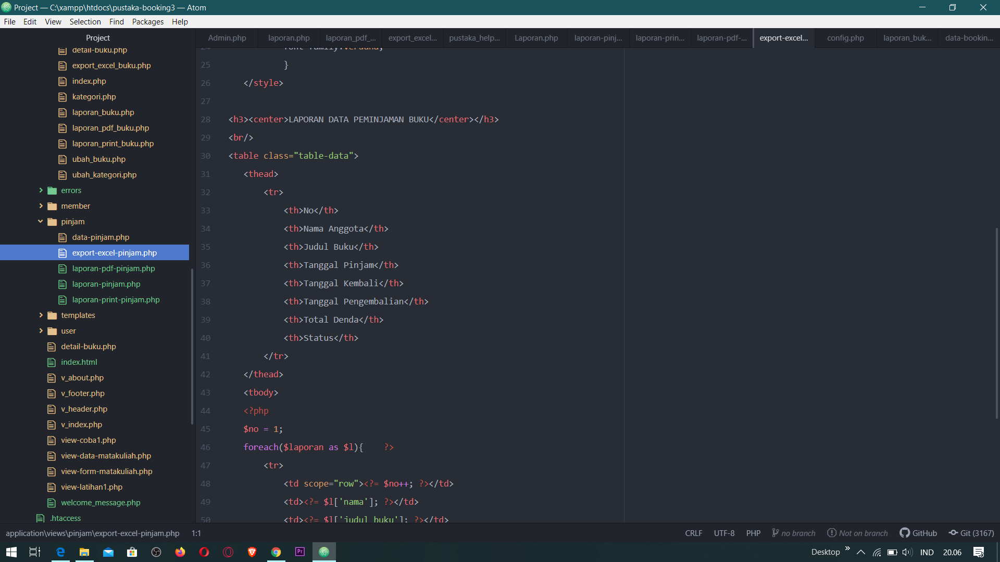 Project — C:\xampp\htdocs\pustaka-booking3 — Atom
File Edit View Selection Find Packages Help
Project
detail-buku.php
export_excel_buku.php
index.php
kategori.php
laporan_buku.php
laporan_pdf_buku.php
laporan_print_buku.php
ubah_buku.php
ubah_kategori.php
errors
member
pinjam
data-pinjam.php
export-excel-pinjam.php
laporan-pdf-pinjam.php
laporan-pinjam.php
laporan-print-pinjam.php
templates
user
detail-buku.php
index.html
v_about.php
v_footer.php
v_header.php
v_index.php
view-coba1.php
view-data-matakuliah.php
view-form-matakuliah.php
view-latihan1.php
welcome_message.php
.htaccess
Admin.php laporan.php laporan_pdf_... export_excel... pustaka_help... Laporan.php laporan-pinj... laporan-prin... laporan-pdf-... export-excel... config.php laporan_buk... data-bookin...
24 font-family:Verdana;
25 }
26 </style>
27
28 <h3><center>LAPORAN DATA PEMINJAMAN BUKU</center></h3>
29 <br/>
30 <table class="table-data">
31 <thead>
32 <tr>
33 <th>No</th>
34 <th>Nama Anggota</th>
35 <th>Judul Buku</th>
36 <th>Tanggal Pinjam</th>
37 <th>Tanggal Kembali</th>
38 <th>Tanggal Pengembalian</th>
39 <th>Total Denda</th>
40 <th>Status</th>
41 </tr>
42 </thead>
43 <tbody>
44 <?php
45 $no = 1;
46 foreach($laporan as $l){ ?>
47 <tr>
48 <td scope="row"><?= $no++; ?></td>
49 <td><?= $l['nama']; ?></td>
50 <td><?= $l['judul_buku']; ?></td>
application\views\pinjam\export-excel-pinjam.php 1:1 CRLF UTF-8 PHP no branch Not on branch GitHub Git (3167)
Pr Desktop » IND 20.06